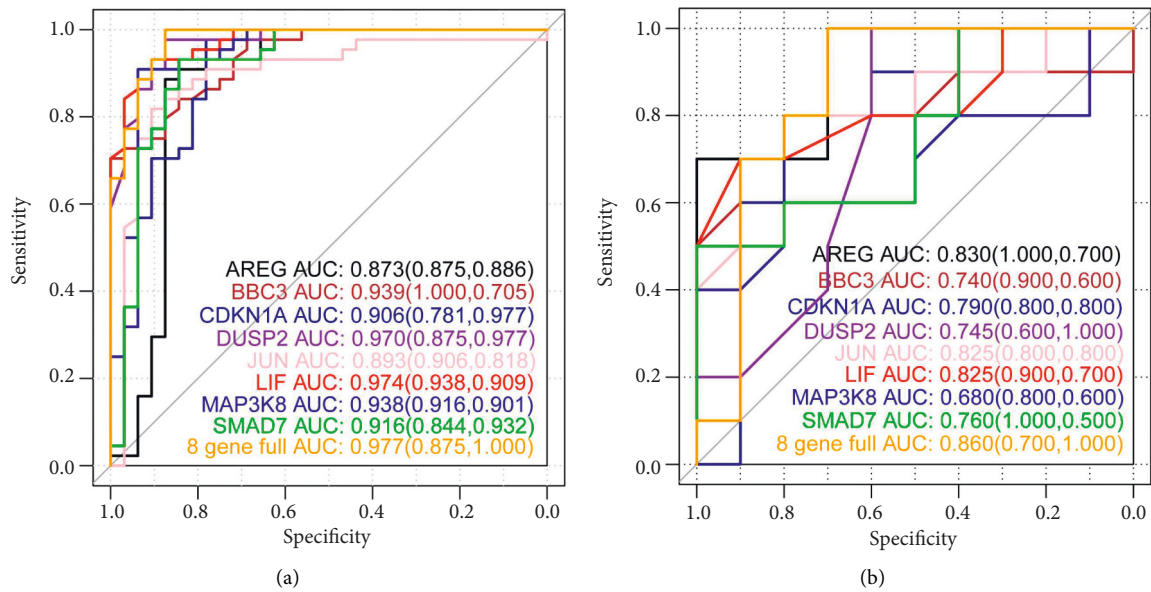 1.0
0.8
0.6
0.4
0.2
0.0
Sensitivity
AREG AUC: 0.873(0.875,0.886)
BBC3 AUC: 0.939(1.000,0.705)
CDKN1A AUC: 0.906(0.781,0.977)
DUSP2 AUC: 0.970(0.875,0.977)
JUN AUC: 0.893(0.906,0.818)
LIF AUC: 0.974(0.938,0.909)
MAP3K8 AUC: 0.938(0.916,0.901)
SMAD7 AUC: 0.916(0.844,0.932)
8 gene full AUC: 0.977(0.875,1.000)
1.0 0.8 0.6 0.4 0.2 0.0
Specificity
(a)
1.0
0.8
0.6
0.4
0.2
0.0
Sensitivity
AREG AUC: 0.830(1.000,0.700)
BBC3 AUC: 0.740(0.900,0.600)
CDKN1A AUC: 0.790(0.800,0.800)
DUSP2 AUC: 0.745(0.600,1.000)
JUN AUC: 0.825(0.800,0.800)
LIF AUC: 0.825(0.900,0.700)
MAP3K8 AUC: 0.680(0.800,0.600)
SMAD7 AUC: 0.760(1.000,0.500)
8 gene full AUC: 0.860(0.700,1.000)
1.0 0.8 0.6 0.4 0.2 0.0
Specificity
(b)